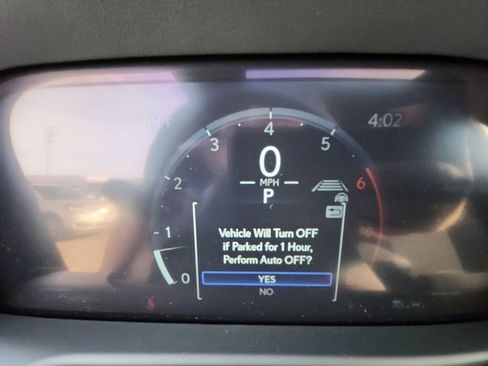 4:02
4
3
5
2
0
6
MPH
P
1
Vehicle Will Turn OFF
if Parked for 1 Hour,
Perform Auto OFF?
0
YES
NO